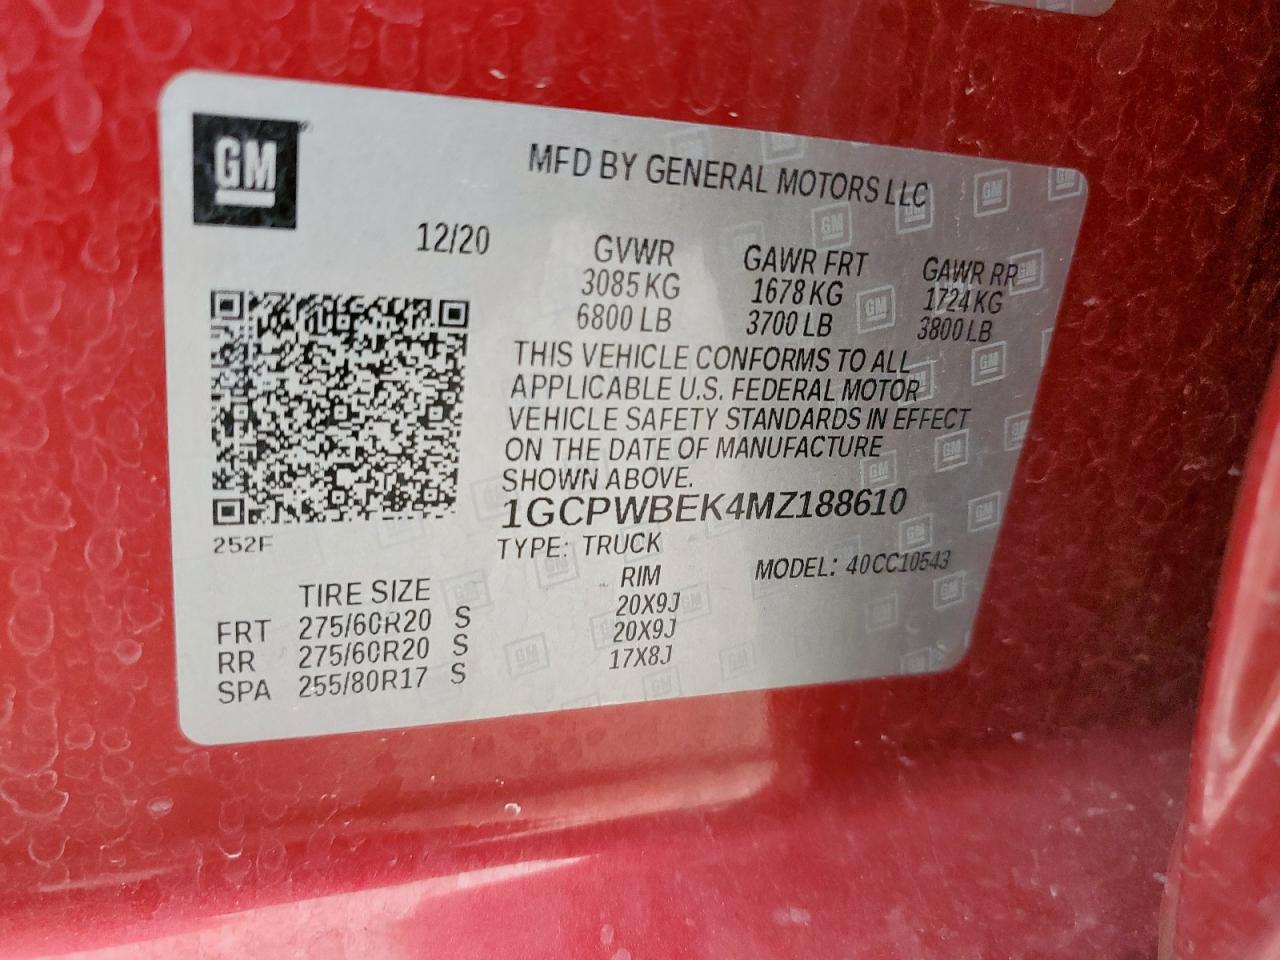 GM
MFD BY GENERAL MOTORS LLC
12/20
GVWR GAWR FRT GAWR RR
3085 KG 1678 KG 1724 KG
6800 LB 3700 LB 3800 LB
THIS VEHICLE CONFORMS TO ALL
APPLICABLE U.S. FEDERAL MOTOR
VEHICLE SAFETY STANDARDS IN EFFECT
ON THE DATE OF MANUFACTURE
SHOWN ABOVE.
1GCPWBEK4MZ188610
252F
TYPE: TRUCK MODEL: 40CC10543
TIRE SIZE RIM
FRT 275/60R20 S 20X9J
RR 275/60R20 S 20X9J
SPA 255/80R17 S 17X8J